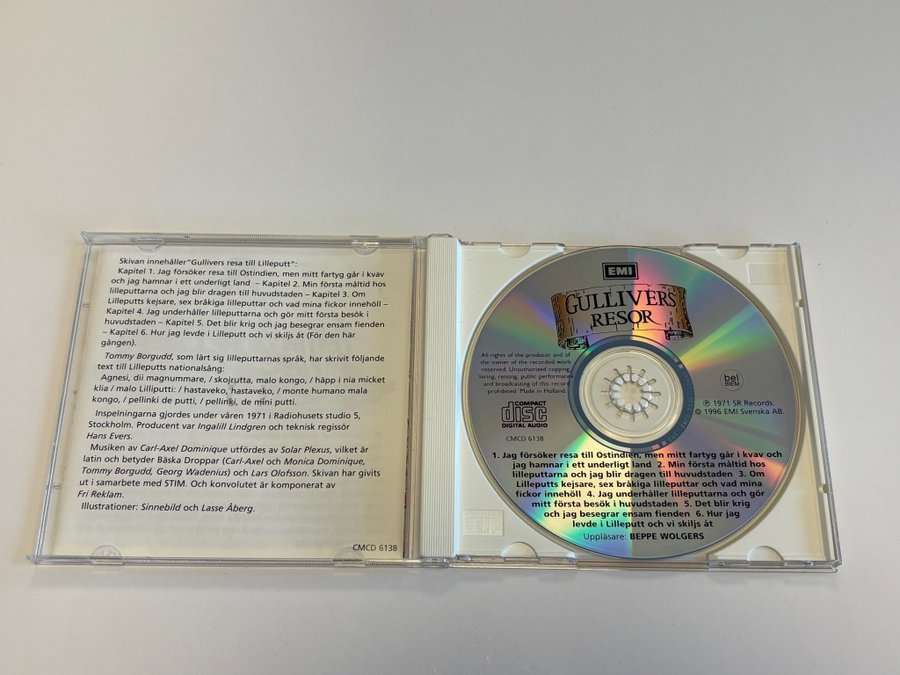 Skivan innehåller"Gullivers resa till Lilleputt":
Kapitel 1. Jag försöker resa till Ostindien, men mitt fartyg går i kvav
och jag hamnar i ett underligt land – Kapitel 2. Min första måltid hos
lilleputtarna och jag blir dragen till huvudstaden – Kapitel 3. Om
Lilleputts kejsare, sex bråkiga lilleputtar och vad mina fickor innehöll –
Kapitel 4. Jag underhåller lilleputtarna och gör mitt första besök i
huvudstaden – Kapitel 5. Det blir krig och jag besegrar ensam fienden
– Kapitel 6. Hur jag levde i Lilleputt och vi skiljs åt (För den här
gången).
Tommy Borgudd, som lärt sig lilleputtarnas språk, har skrivit följande
text till Lilleputts nationalsång:
Agnesi, dii magnummare, / skojrutta, malo kongo, / häpp i nia micket
klia / malo Lilliputti: / hastaveko, hastaveko, / monte humano mala
kongo, / pellinki de putti, / pellinki, de mini putti.
Inspelningarna gjordes under våren 1971 i Radiohusets studio 5,
Stockholm. Producent var Ingalill Lindgren och teknisk regissör
Hans Evers.
Musiken av Carl-Axel Dominique utfördes av Solar Plexus, vilket är
latin och betyder Bäska Droppar (Carl-Axel och Monica Dominique,
Tommy Borgudd, Georg Wadenius) och Lars Olofsson. Skivan har givits
ut i samarbete med STIM. Och konvolutet är komponerat av
Fri Reklam.
Illustrationer: Sinnebild och Lasse Åberg.
CMCD 6138
EMI
GULLIVERS
RESOR
All rights of the producer and of
the owner of the recorded work
reserved. Unauthorized copying,
hiring, renting, public performance
and broadcasting of this record
prohibited. Made in Holland.
COMPACT
disc
DIGITAL AUDIO
CMCD 6138
bel
BIEM
℗ 1971 SR Records.
© 1996 EMI Svenska AB.
1. Jag försöker resa till Ostindien, men mitt fartyg går i kvav och
jag hamnar i ett underligt land 2. Min första måltid hos
lilleputtarna och jag blir dragen till huvudstaden 3. Om
Lilleputts kejsare, sex bråkiga lilleputtar och vad mina
fickor innehöll 4. Jag underhåller lilleputtarna och gör
mitt första besök i huvudstaden 5. Det blir krig
och jag besegrar ensam fienden 6. Hur jag
levde i Lilleputt och vi skiljs åt
Uppläsare: BEPPE WOLGERS